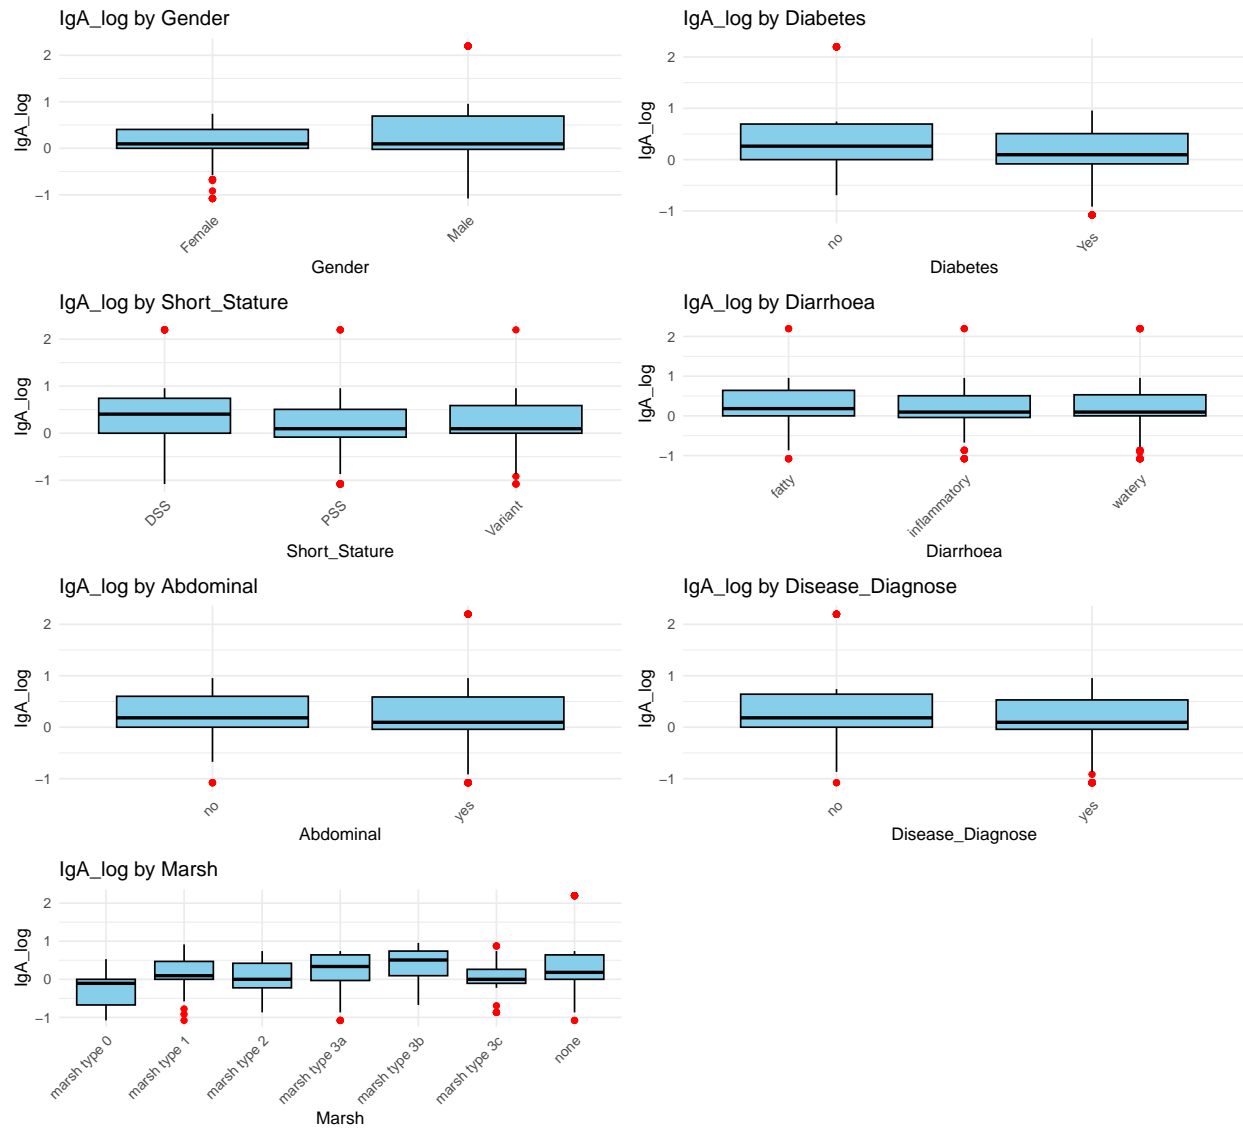 IgA_log by Gender
2
1
0
−1
IgA_log
Female
Male
Gender
IgA_log by Diabetes
2
1
0
−1
IgA_log
no
Yes
Diabetes
IgA_log by Short_Stature
2
1
0
−1
IgA_log
DSS
PSS
Variant
Short_Stature
IgA_log by Diarrhoea
2
1
0
−1
IgA_log
fatty
inflammatory
watery
Diarrhoea
IgA_log by Abdominal
2
1
0
−1
IgA_log
no
yes
Abdominal
IgA_log by Disease_Diagnose
2
1
0
−1
IgA_log
no
yes
Disease_Diagnose
IgA_log by Marsh
2
1
0
−1
IgA_log
marsh type 0
marsh type 1
marsh type 2
marsh type 3a
marsh type 3b
marsh type 3c
none
Marsh